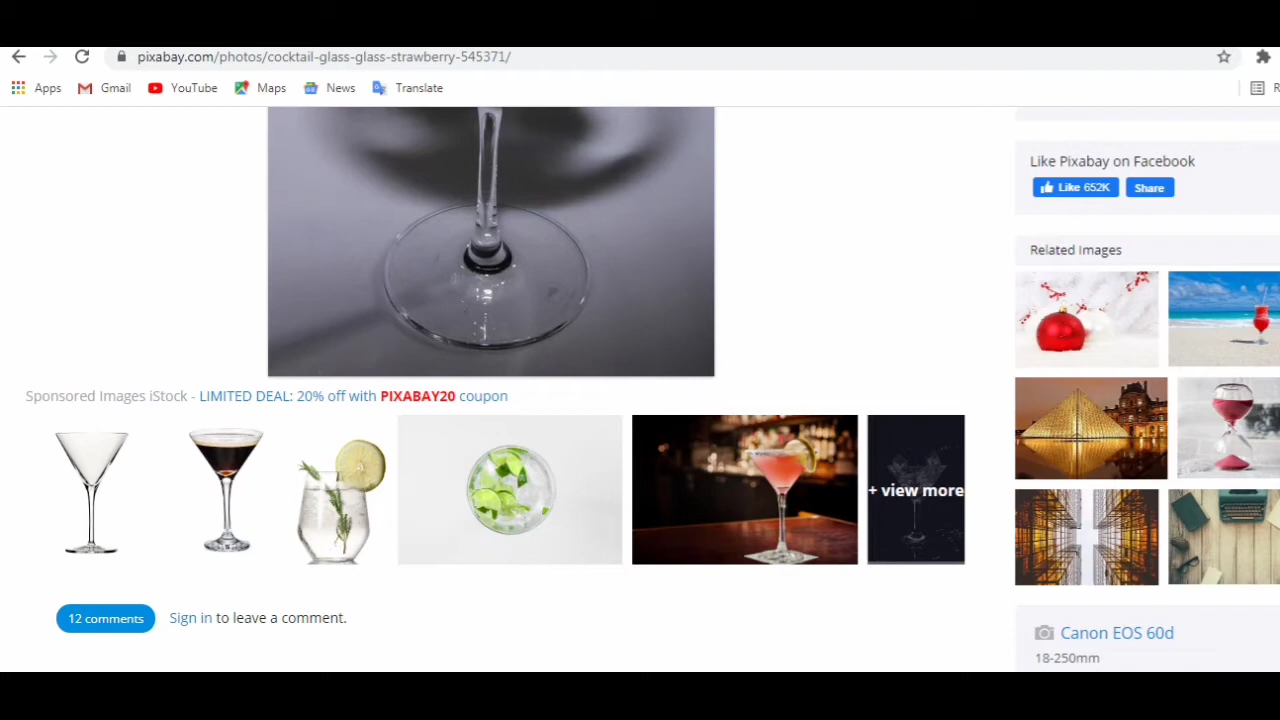 pixabay.com/photos/cocktail-glass-glass-strawberry-545371/
Apps Gmail YouTube Maps News Translate R
Like Pixabay on Facebook
Like 652K Share
Related Images
Sponsored Images iStock - LIMITED DEAL: 20% off with PIXABAY20 coupon
+ view more
12 comments Sign in to leave a comment.
Canon EOS 60d
18-250mm